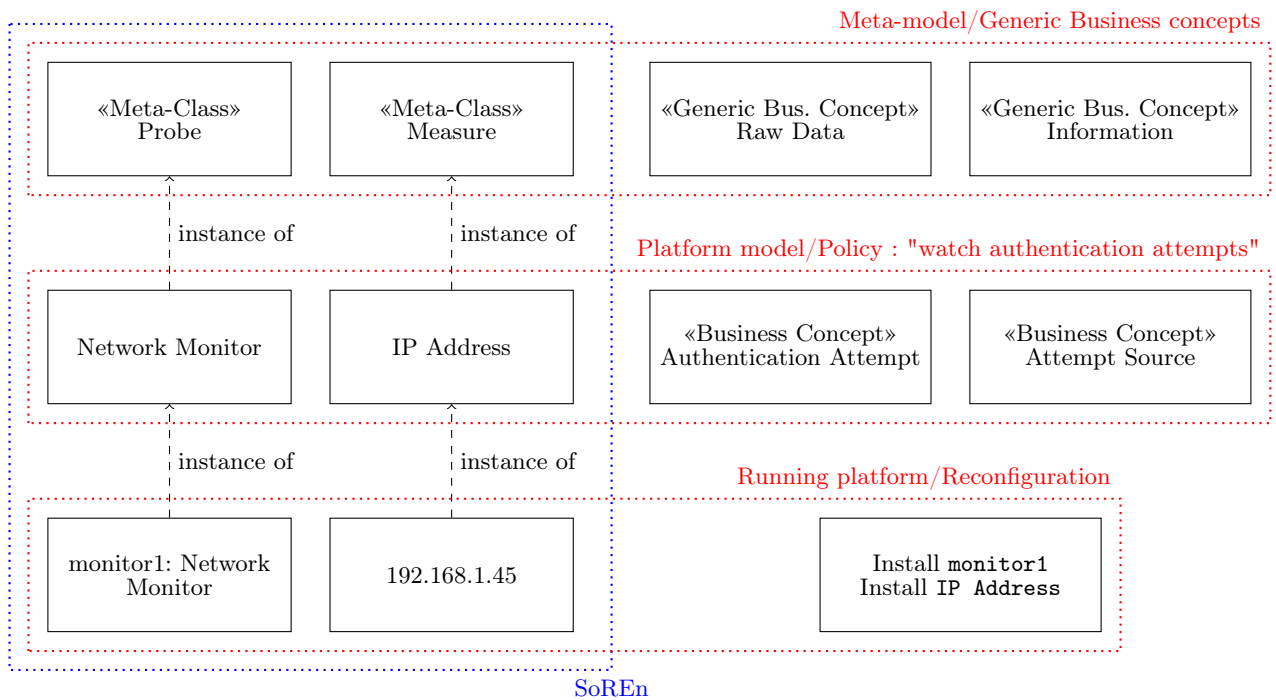 Meta-model/Generic Business concepts
«Meta-Class»
Probe
«Meta-Class»
Measure
«Generic Bus. Concept»
Raw Data
«Generic Bus. Concept»
Information
instance of
instance of
Platform model/Policy : "watch authentication attempts"
Network Monitor
IP Address
«Business Concept»
Authentication Attempt
«Business Concept»
Attempt Source
instance of
instance of
Running platform/Reconfiguration
monitor1: Network
Monitor
192.168.1.45
Install monitor1
Install IP Address
SoREn